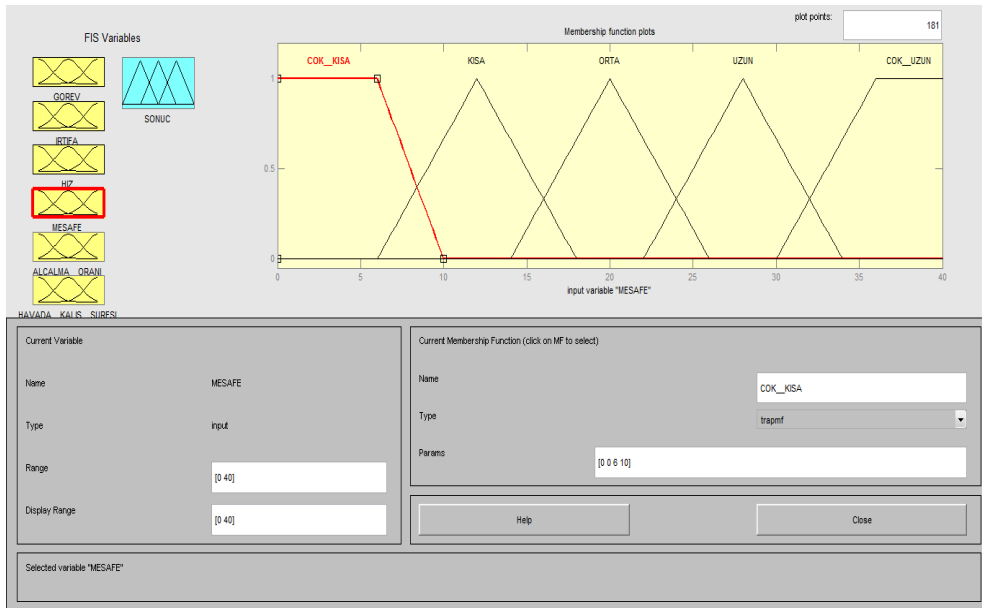 plot points:
181
FIS Variables
Membership function plots
GOREV
SONUC
IRTIFA
HIZ
MESAFE
ALCALMA__ORANI
HAVADA__KALIS__SURESI
COK__KISA
KISA
ORTA
UZUN
COK__UZUN
1
0.5
0
0 5 10 15 20 25 30 35 40
input variable "MESAFE"
Current Variable
Name MESAFE
Type input
Range [0 40]
Display Range [0 40]
Current Membership Function (click on MF to select)
Name COK__KISA
Type trapmf
Params [0 0 6 10]
Help
Close
Selected variable "MESAFE"